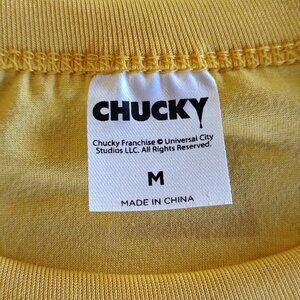 CHUCKY
Chucky Franchise © Universal City
Studios LLC. All Rights Reserved.
M
MADE IN CHINA